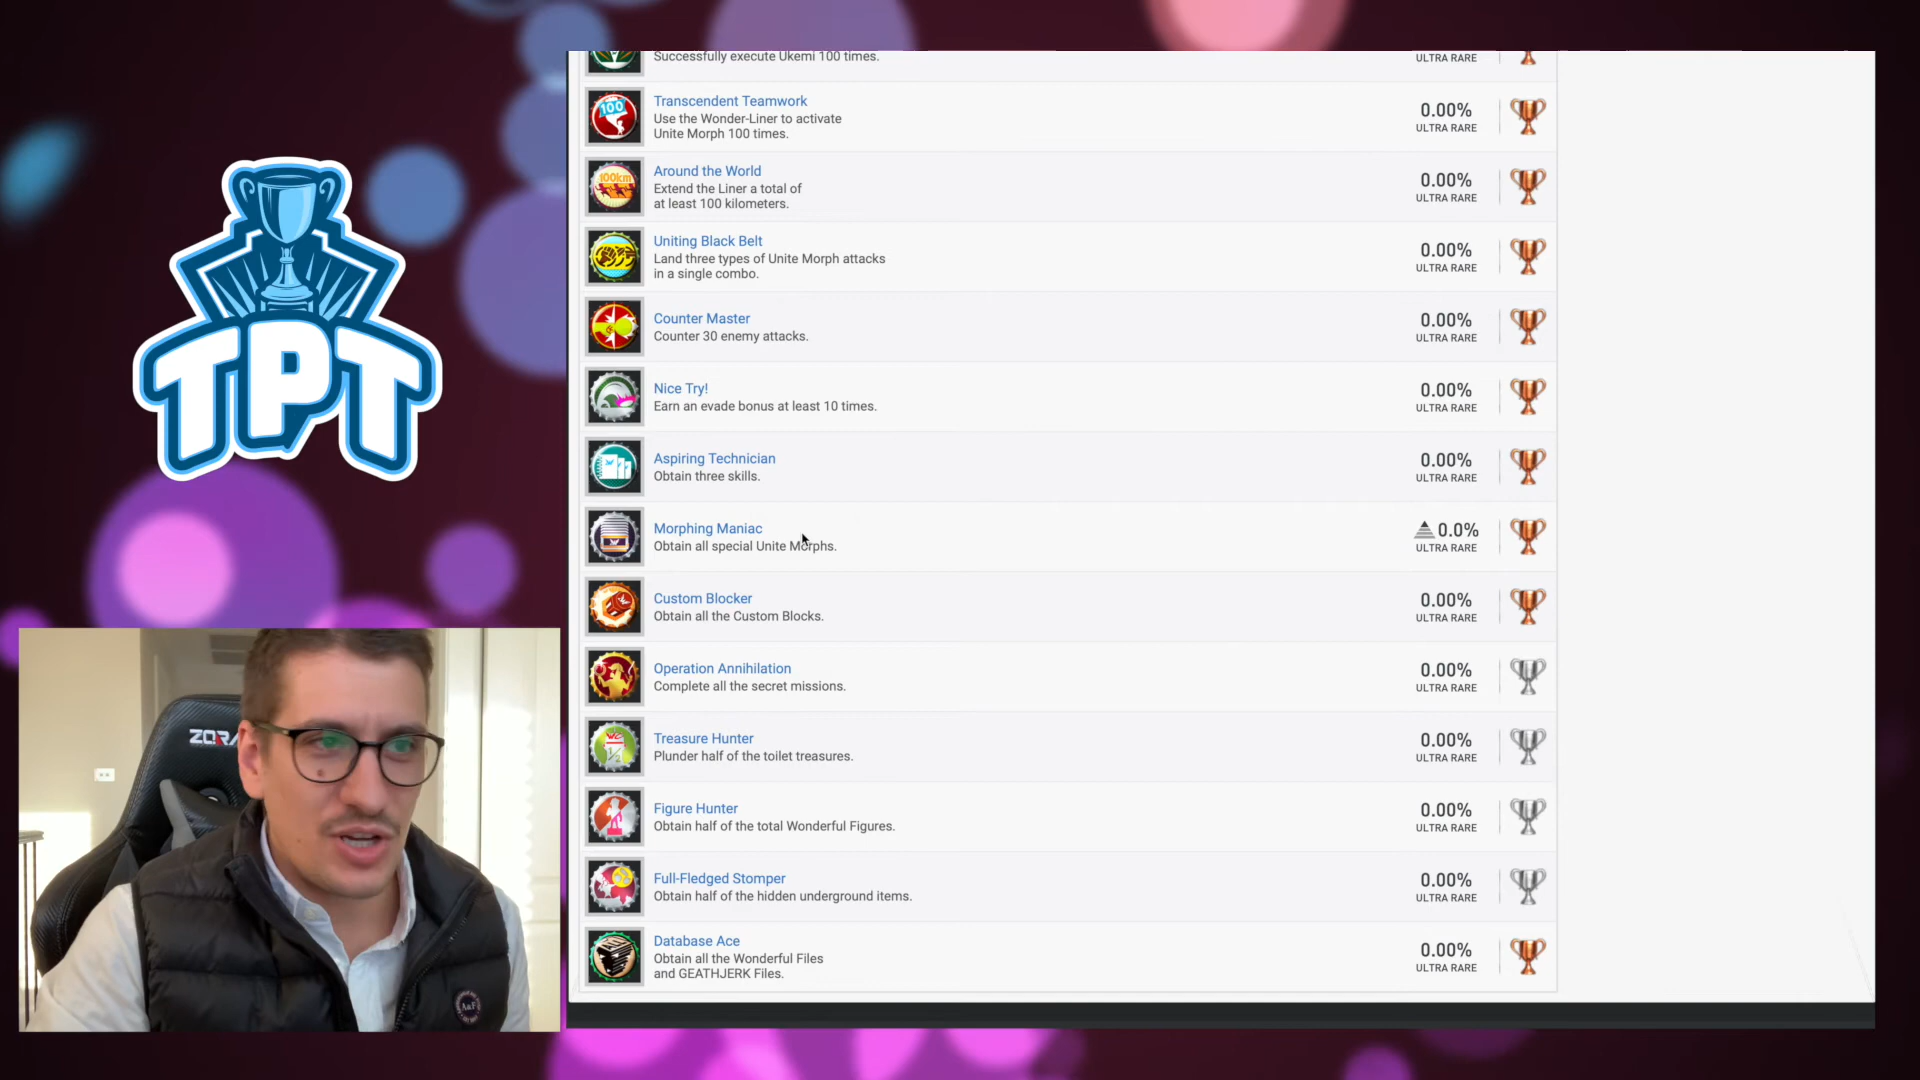 Successfully execute Ukemi 100 times.
ULTRA RARE
100
Transcendent Teamwork
Use the Wonder-Liner to activate
Unite Morph 100 times.
0.00%
ULTRA RARE
100km
Around the World
Extend the Liner a total of
at least 100 kilometers.
0.00%
ULTRA RARE
Uniting Black Belt
Land three types of Unite Morph attacks
in a single combo.
0.00%
ULTRA RARE
Counter Master
Counter 30 enemy attacks.
0.00%
ULTRA RARE
Nice Try!
Earn an evade bonus at least 10 times.
0.00%
ULTRA RARE
Aspiring Technician
Obtain three skills.
0.00%
ULTRA RARE
Morphing Maniac
Obtain all special Unite Morphs.
0.0%
ULTRA RARE
Custom Blocker
Obtain all the Custom Blocks.
0.00%
ULTRA RARE
Operation Annihilation
Complete all the secret missions.
0.00%
ULTRA RARE
1/2
Treasure Hunter
Plunder half of the toilet treasures.
0.00%
ULTRA RARE
Figure Hunter
Obtain half of the total Wonderful Figures.
0.00%
ULTRA RARE
Full-Fledged Stomper
Obtain half of the hidden underground items.
0.00%
ULTRA RARE
Database Ace
Obtain all the Wonderful Files
and GEATHJERK Files.
0.00%
ULTRA RARE
TPT
A&F